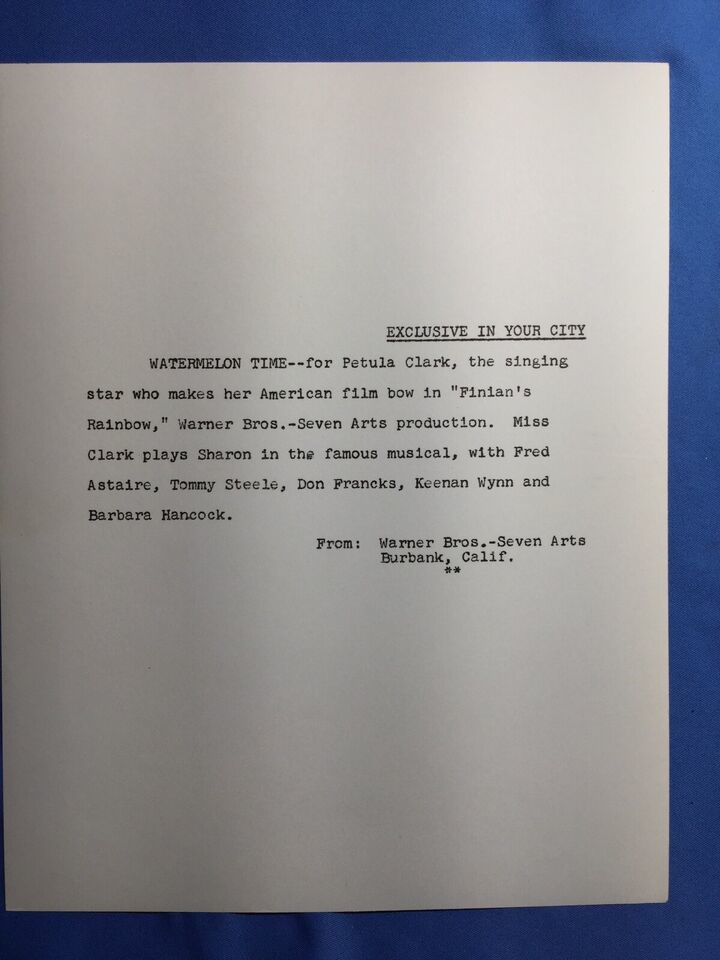 EXCLUSIVE IN YOUR CITY
WATERMELON TIME--for Petula Clark, the singing
star who makes her American film bow in "Finian's
Rainbow," Warner Bros.-Seven Arts production. Miss
Clark plays Sharon in the famous musical, with Fred
Astaire, Tommy Steele, Don Francks, Keenan Wynn and
Barbara Hancock.
From: Warner Bros.-Seven Arts
Burbank, Calif.
**